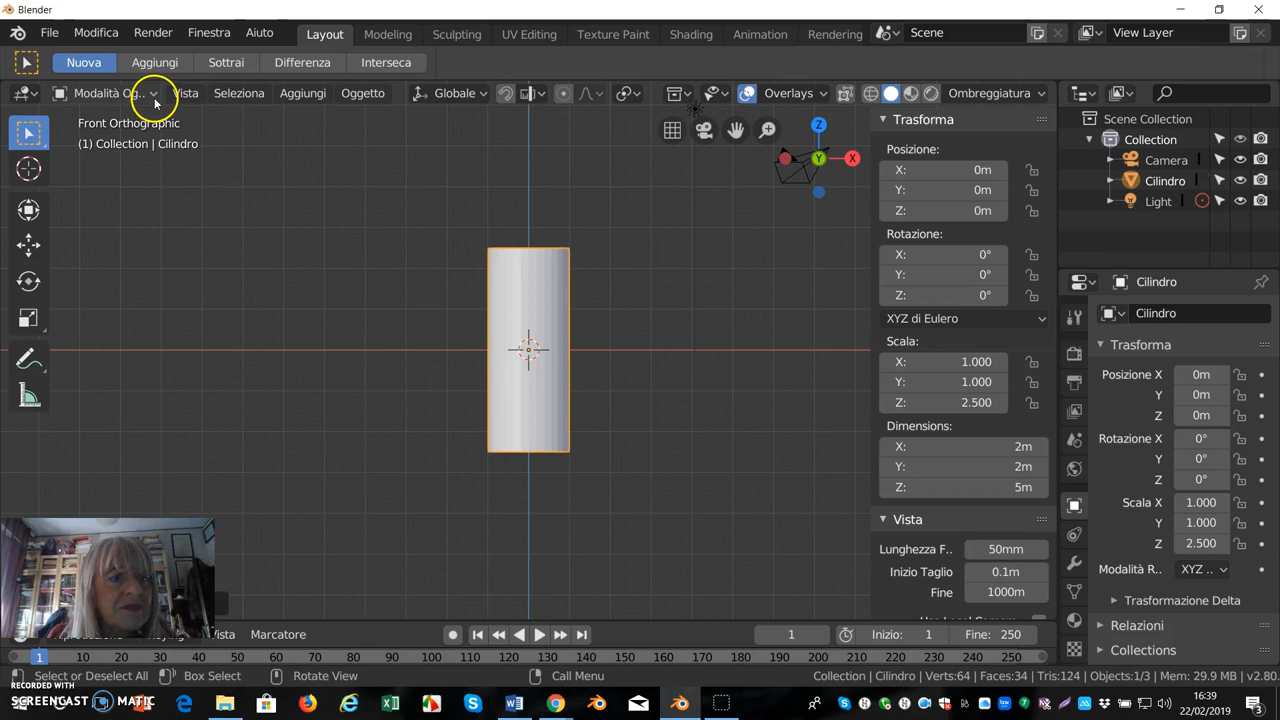 Blender
File Modifica Render Finestra Aiuto Layout Modeling Sculpting UV Editing Texture Paint Shading Animation Rendering Scene View Layer
Nuova Aggiungi Sottrai Differenza Interseca
Modalità Og.. Vista Seleziona Aggiungi Oggetto Globale Overlays Ombreggiatura
Front Orthographic
(1) Collection | Cilindro
Z
Y
X
Trasforma
Posizione:
X: 0m
Y: 0m
Z: 0m
Rotazione:
X: 0°
Y: 0°
Z: 0°
XYZ di Eulero
Scala:
X: 1.000
Y: 1.000
Z: 2.500
Dimensions:
X: 2m
Y: 2m
Z: 5m
Vista
Lunghezza F.. 50mm
Inizio Taglio 0.1m
Fine 1000m
Scene Collection
Collection
Camera
Cilindro
Light
Cilindro
Cilindro
Trasforma
Posizione X 0m
Y 0m
Z 0m
Rotazione X 0°
Y 0°
Z 0°
Scala X 1.000
Y 1.000
Z 2.500
Modalità R.. XYZ ..
Trasformazione Delta
Relazioni
Collections
Vista Marcatore 1 Inizio: 1 Fine: 250
1 10 20 30 40 50 60 70 80 90 100 110 120 130 140 150 160 170 180 190 200 210 220 230 240 250
Select or Deselect All Box Select Rotate View Call Menu Collection | Cilindro | Verts:64 | Faces:34 | Tris:124 | Objects:1/3 | Mem: 29.9 MB | v2.80.
RECORDED WITH
SCREENCAST MATIC
16:39
22/02/2019
3